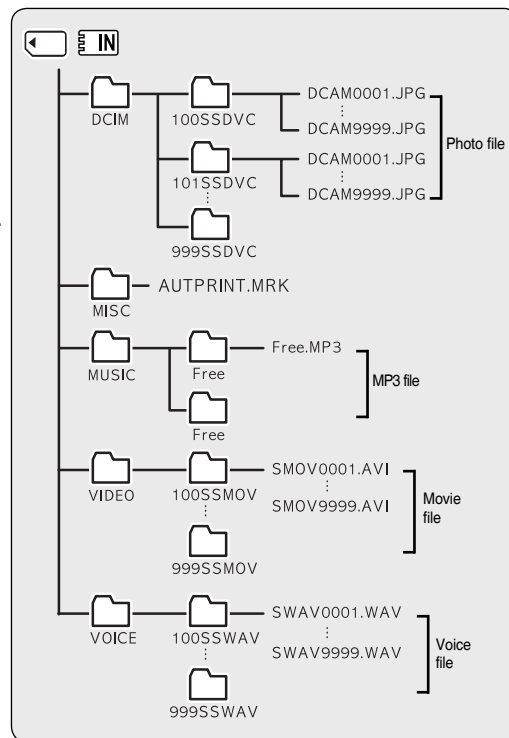 IN
DCIM
100SSDVC
DCAM0001.JPG
DCAM9999.JPG
Photo file
101SSDVC
DCAM0001.JPG
DCAM9999.JPG
999SSDVC
MISC
AUTPRINT.MRK
MUSIC
Free
Free.MP3
MP3 file
Free
VIDEO
100SSMOV
SMOV0001.AVI
SMOV9999.AVI
Movie
file
999SSMOV
VOICE
100SSWAV
SWAV0001.WAV
SWAV9999.WAV
Voice
file
999SSWAV